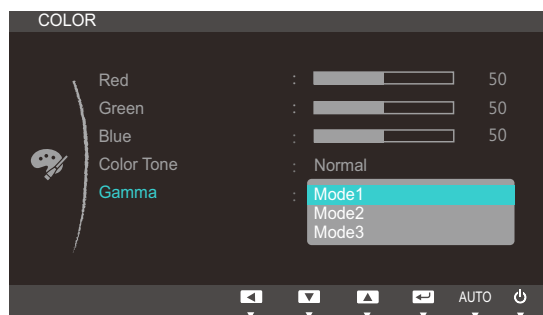 COLOR
Red : 50
Green : 50
Blue : 50
Color Tone : Normal
Gamma : Mode1
Mode2
Mode3
AUTO